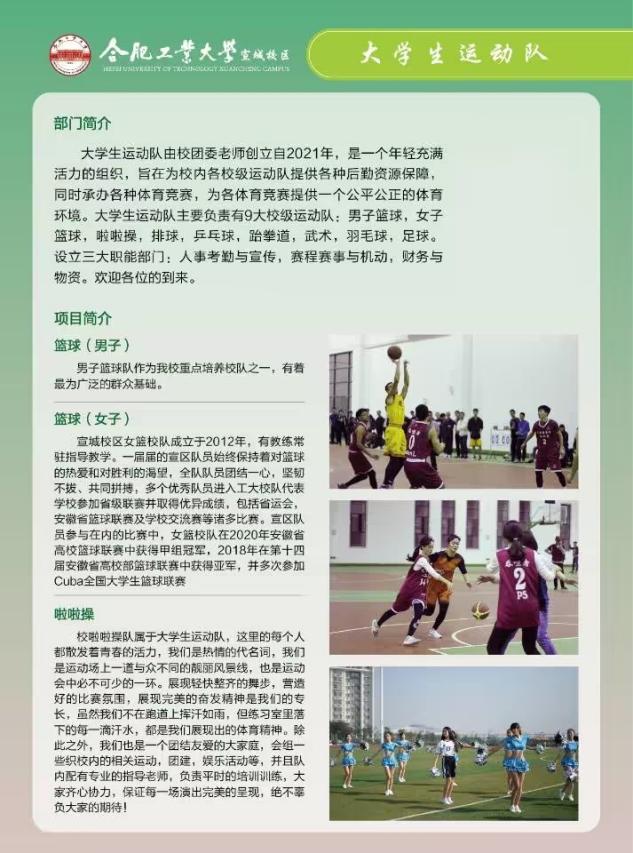 合肥工业大学宣城校区
HEFEI UNIVERSITY OF TECHNOLOGY XUANCHENG CAMPUS
大学生运动队
部门简介
大学生运动队由校团委老师创立自2021年，是一个年轻充满
活力的组织，旨在为校内各校级运动队提供各种后勤资源保障，
同时承办各种体育竞赛，为各体育竞赛提供一个公平公正的体育
环境。大学生运动队主要负责有9大校级运动队：男子篮球，女子
篮球，啦啦操，排球，乒乓球，跆拳道，武术，羽毛球，足球。
设立三大职能部门：人事考勤与宣传，赛程赛事与机动，财务与
物资。欢迎各位的到来。
项目简介
篮球（男子）
男子篮球队作为我校重点培养校队之一，有着
最为广泛的群众基础。
篮球（女子）
宣城校区女篮校队成立于2012年，有教练常
驻指导教学。一届届的宣区队员始终保持着对篮球
的热爱和对胜利的渴望，全队队员团结一心，坚韧
不拔、共同拼搏，多个优秀队员进入工大校队代表
学校参加省级联赛并取得优异成绩，包括省运会，
安徽省篮球联赛及学校交流赛等诸多比赛。宣区队
员参与在内的比赛中，女篮校队在2020年安徽省
高校篮球联赛中获得甲组冠军，2018年在第十四
届安徽省高校部篮球联赛中获得亚军，并多次参加
Cuba全国大学生篮球联赛
啦啦操
校啦啦操队属于大学生运动队，这里的每个人
都散发着青春的活力，我们是热情的代名词，我们
是运动场上一道与众不同的靓丽风景线，也是运动
会中必不可少的一环。展现轻快整齐的舞步，营造
好的比赛氛围，展现完美的奋发精神是我们的专
长，虽然我们不在跑道上挥汗如雨，但练习室里落
下的每一滴汗水，都是我们展现出的体育精神。除
此之外，我们也是一个团结友爱的大家庭，会组一
些织校内的相关运动，团建，娱乐活动等，并且队
内配有专业的指导老师，负责平时的培训训练，大
家齐心协力，保证每一场演出完美的呈现，绝不辜
负大家的期待！
0
2
2
PS